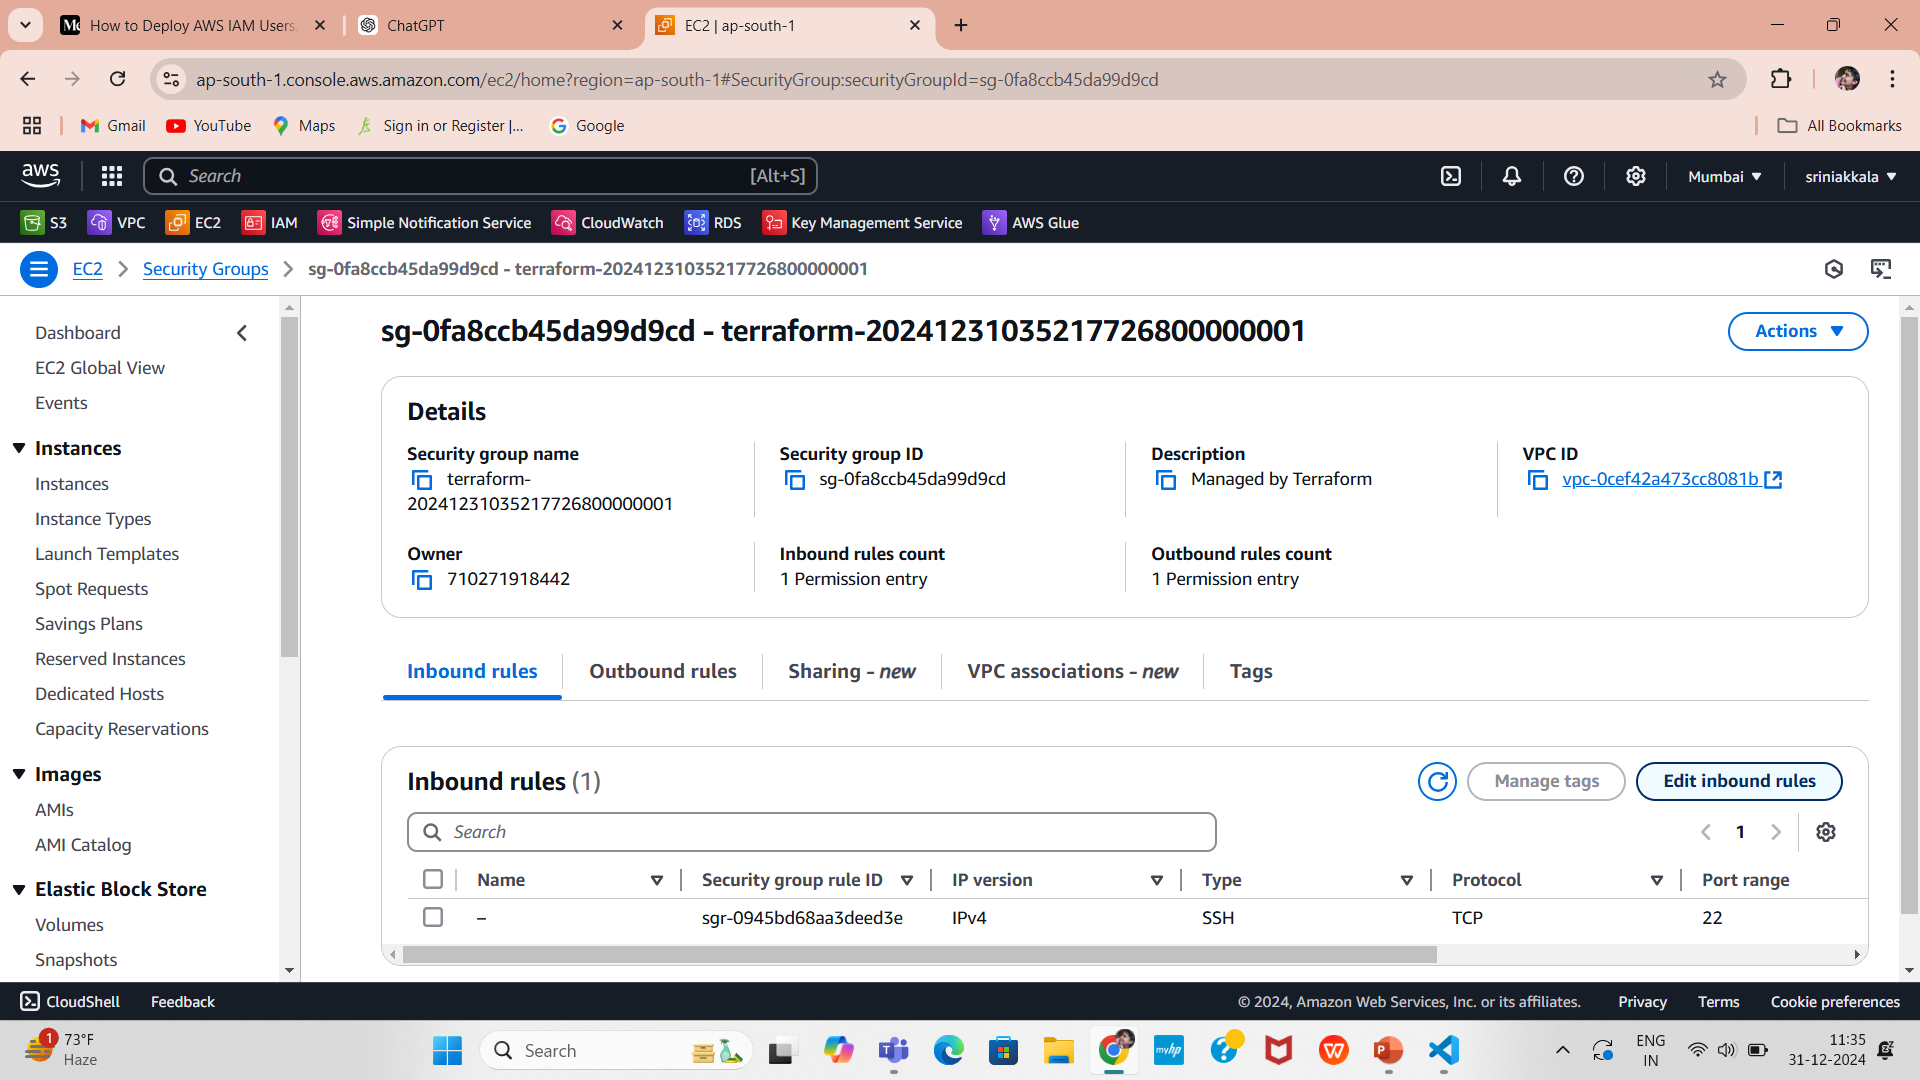 How to Deploy AWS IAM Users,
ChatGPT
EC2 | ap-south-1
ap-south-1.console.aws.amazon.com/ec2/home?region=ap-south-1#SecurityGroup:securityGroupId=sg-0fa8ccb45da99d9cd
Gmail
YouTube
Maps
Sign in or Register |...
Google
All Bookmarks
aws
Search
[Alt+S]
Mumbai
sriniakkala
S3
VPC
EC2
IAM
Simple Notification Service
CloudWatch
RDS
Key Management Service
AWS Glue
EC2
Security Groups
sg-0fa8ccb45da99d9cd - terraform-20241231035217726800000001
Dashboard
EC2 Global View
Events
Instances
Instances
Instance Types
Launch Templates
Spot Requests
Savings Plans
Reserved Instances
Dedicated Hosts
Capacity Reservations
Images
AMIs
AMI Catalog
Elastic Block Store
Volumes
Snapshots
sg-0fa8ccb45da99d9cd - terraform-20241231035217726800000001
Actions
Details
Security group name
terraform-
20241231035217726800000001
Security group ID
sg-0fa8ccb45da99d9cd
Description
Managed by Terraform
VPC ID
vpc-0cef42a473cc8081b
Owner
710271918442
Inbound rules count
1 Permission entry
Outbound rules count
1 Permission entry
Inbound rules
Outbound rules
Sharing - new
VPC associations - new
Tags
Inbound rules (1)
Manage tags
Edit inbound rules
Search
1
Name
Security group rule ID
IP version
Type
Protocol
Port range
–
sgr-0945bd68aa3deed3e
IPv4
SSH
TCP
22
CloudShell
Feedback
© 2024, Amazon Web Services, Inc. or its affiliates.
Privacy
Terms
Cookie preferences
1
73°F
Haze
Search
myhp
ENG
IN
11:35
31-12-2024